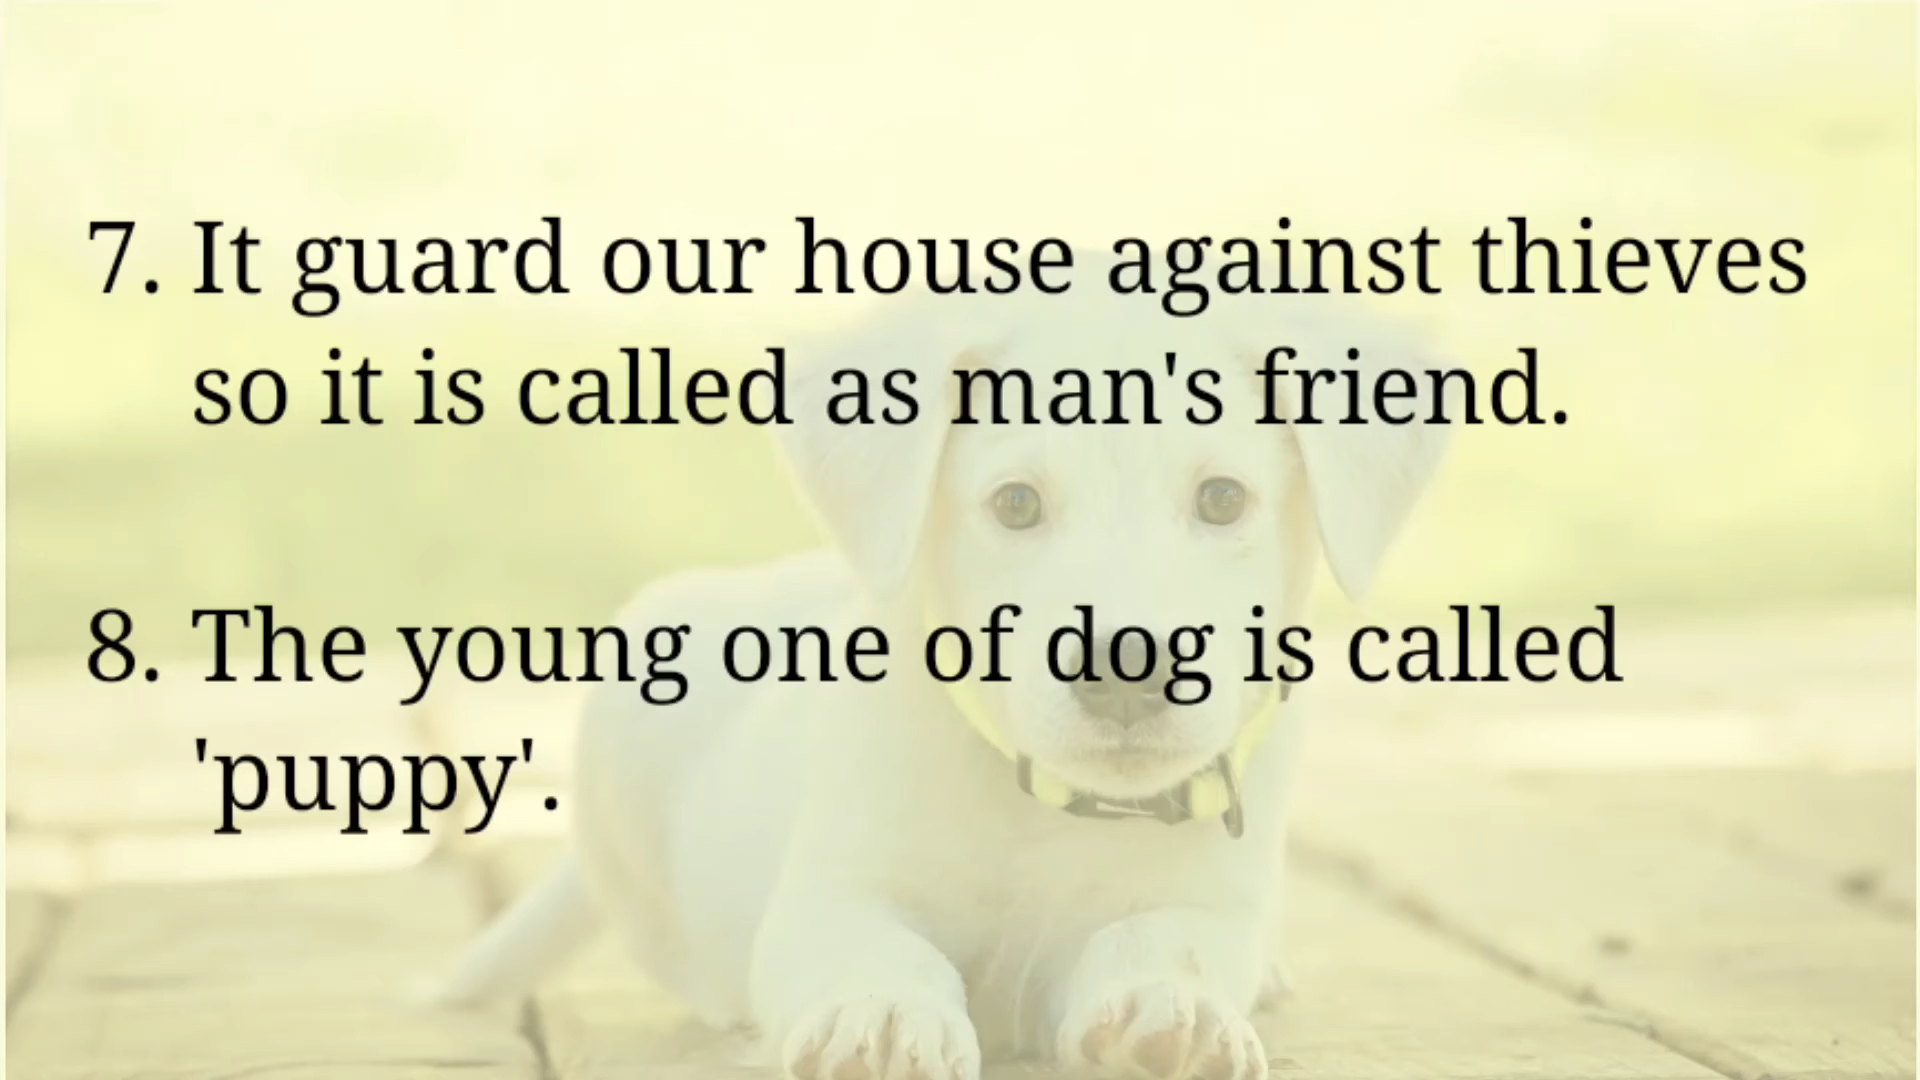 7. It guard our house against thieves
so it is called as man's friend.
8. The young one of dog is called
'puppy'.